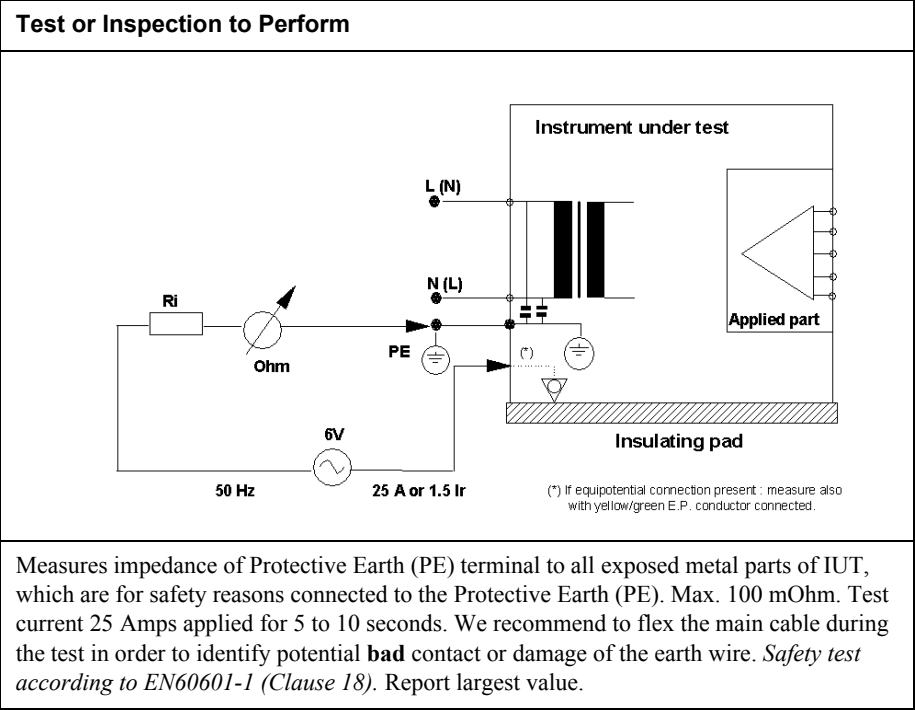 Test or Inspection to Perform
Instrument under test
L (N)
N (L)
Ri
Applied part
PE
(*)
Ohm
6V
Insulating pad
50 Hz
25 A or 1.5 Ir
(*) If equipotential connection present : measure also
with yellow/green E.P. conductor connected.
Measures impedance of Protective Earth (PE) terminal to all exposed metal parts of IUT,
which are for safety reasons connected to the Protective Earth (PE). Max. 100 mOhm. Test
current 25 Amps applied for 5 to 10 seconds. We recommend to flex the main cable during
the test in order to identify potential bad contact or damage of the earth wire. Safety test
according to EN60601-1 (Clause 18). Report largest value.